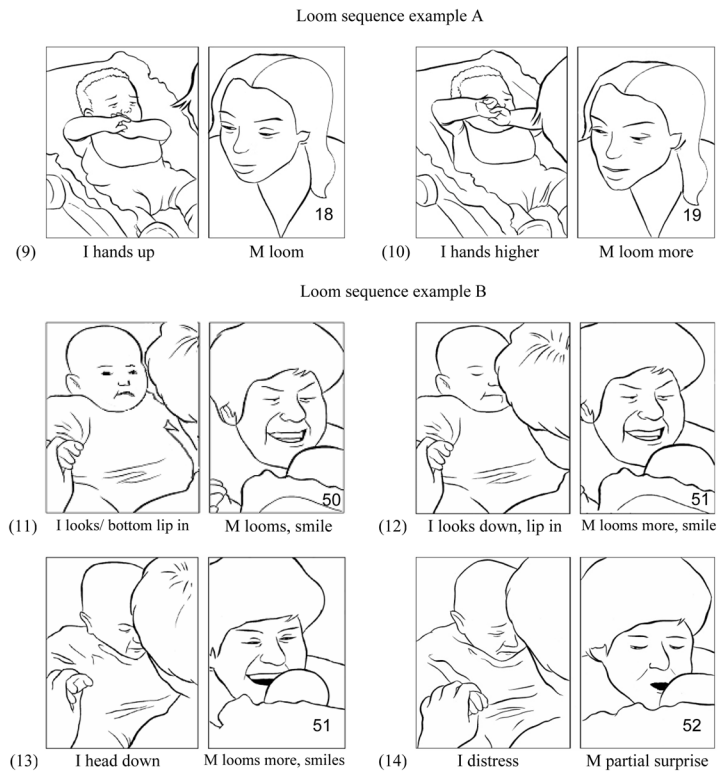 Loom sequence example A
18
19
(9) I hands up M loom (10) I hands higher M loom more
Loom sequence example B
50
51
(11) I looks/ bottom lip in M looms, smile (12) I looks down, lip in M looms more, smile
51
52
(13) I head down M looms more, smiles (14) I distress M partial surprise